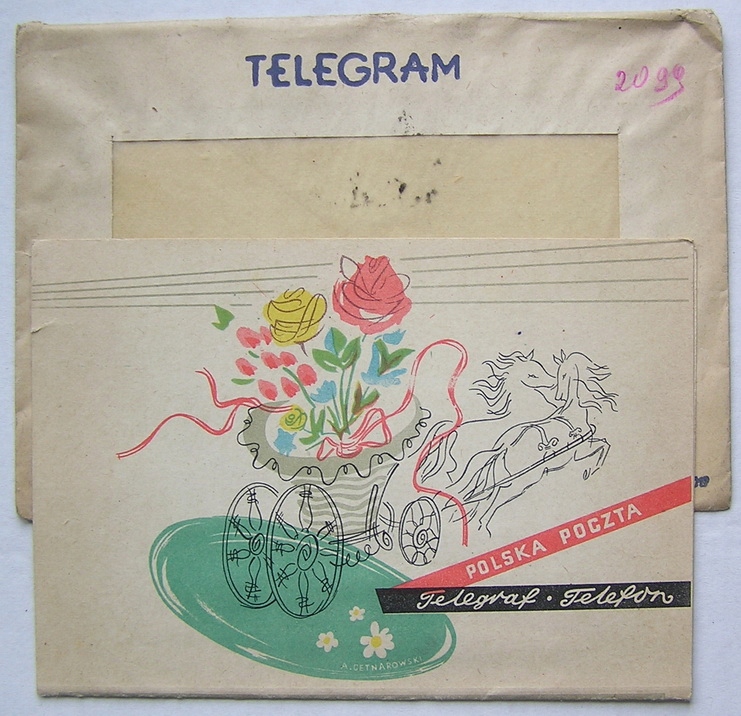 TELEGRAM
2099
POLSKA POCZTA
Telegraf · Telefon
A. CETNAROWSKI